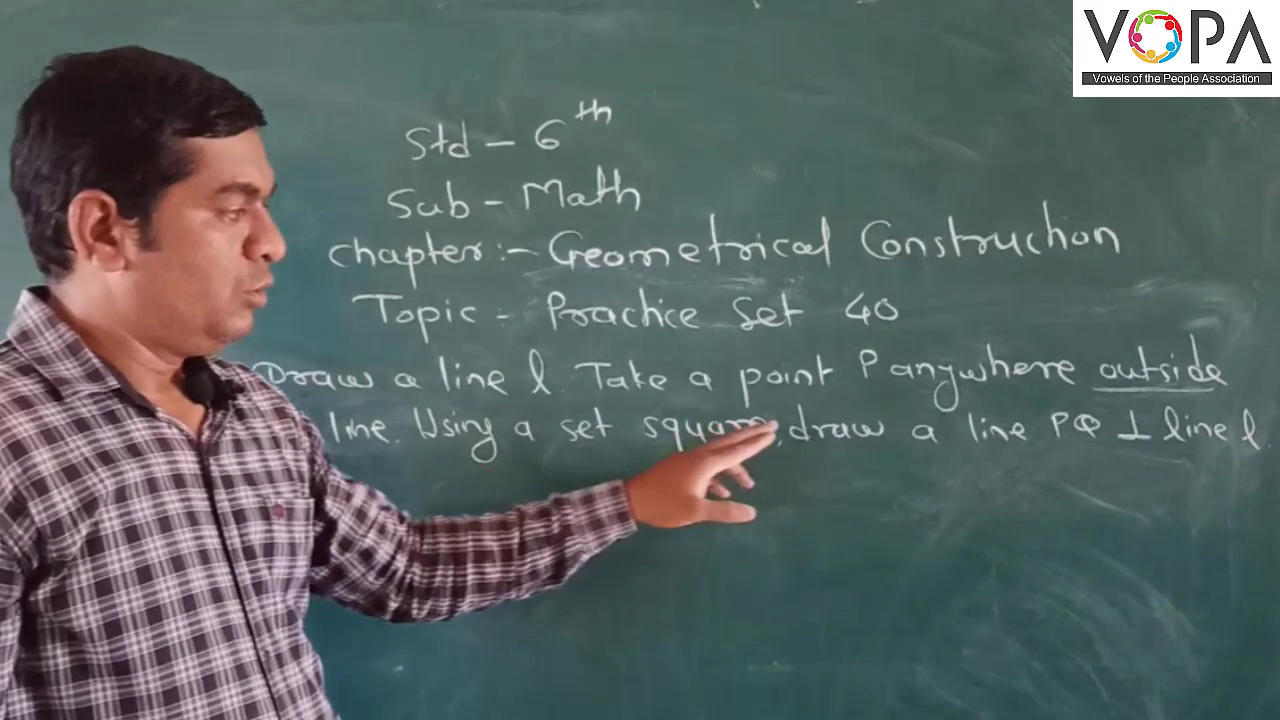 VOPA
Vowels of the People Association
Std - 6th
Sub - Math
Chapter :- Geometrical Construction
Topic - Practice Set 40
Draw a line l. Take a point P anywhere outside
line. Using a set square, draw a line PQ ⊥ line l.